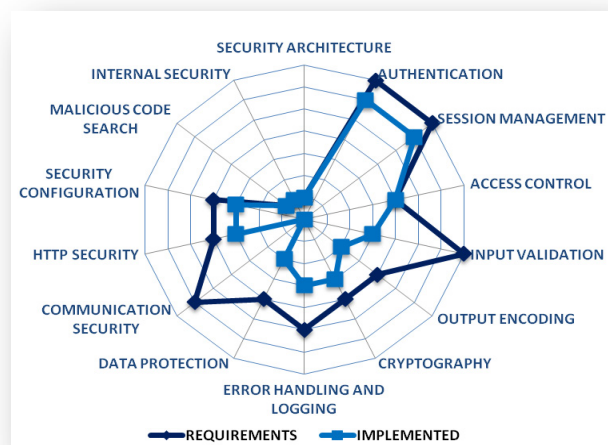 SECURITY ARCHITECTURE
INTERNAL SECURITY
AUTHENTICATION
MALICIOUS CODE
SEARCH
SESSION MANAGEMENT
SECURITY
CONFIGURATION
ACCESS CONTROL
HTTP SECURITY
INPUT VALIDATION
COMMUNICATION
SECURITY
OUTPUT ENCODING
DATA PROTECTION
CRYPTOGRAPHY
ERROR HANDLING AND
LOGGING
REQUIREMENTS
IMPLEMENTED